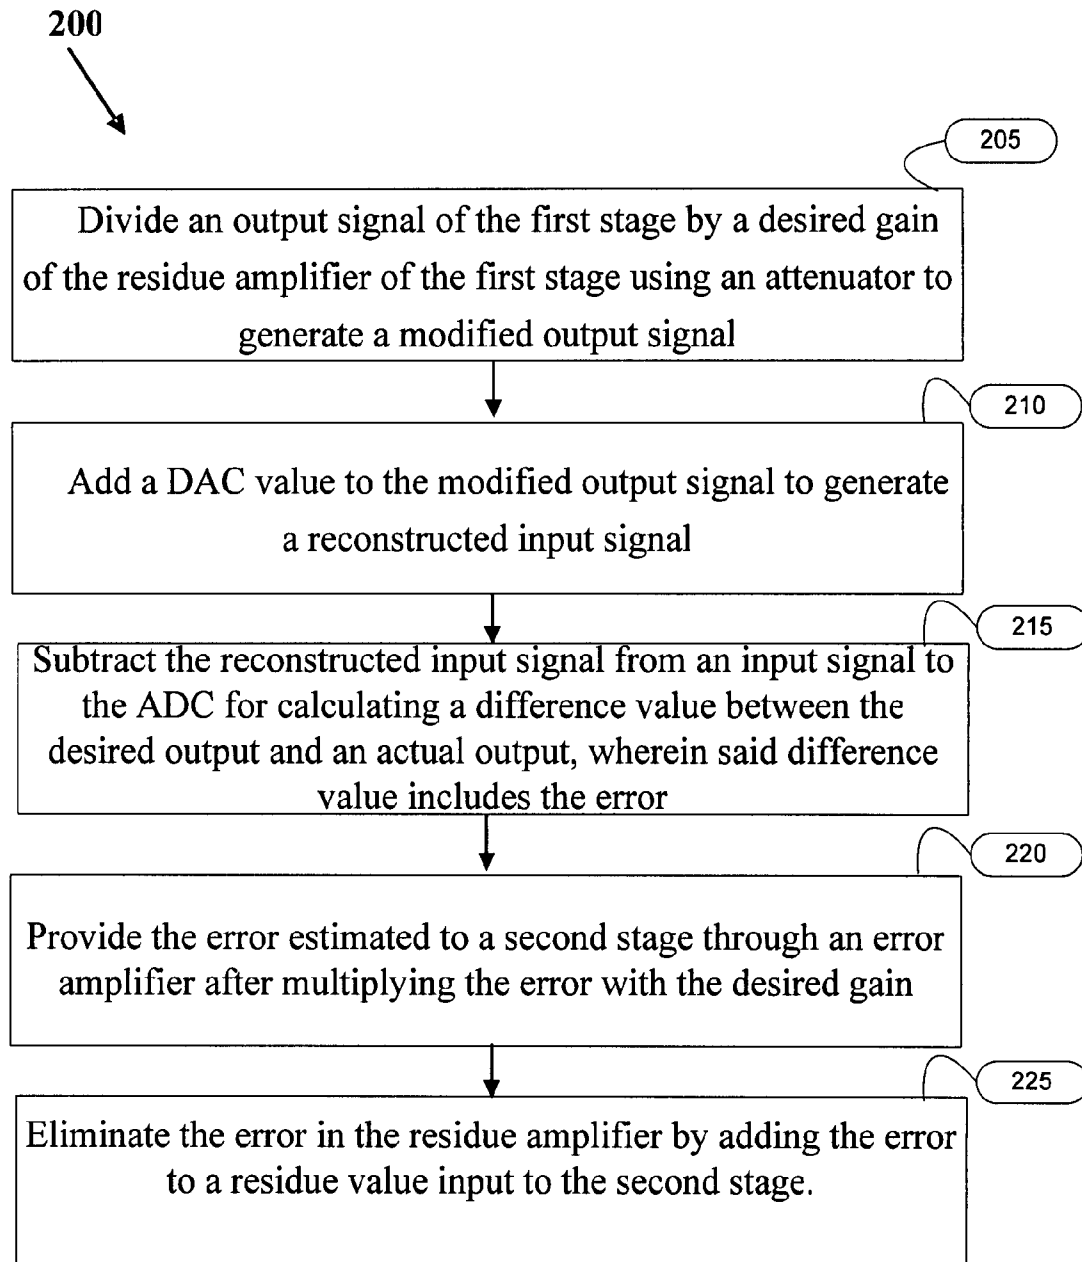 200
205
Divide an output signal of the first stage by a desired gain
of the residue amplifier of the first stage using an attenuator to
generate a modified output signal
210
Add a DAC value to the modified output signal to generate
a reconstructed input signal
215
Subtract the reconstructed input signal from an input signal to
the ADC for calculating a difference value between the
desired output and an actual output, wherein said difference
value includes the error
220
Provide the error estimated to a second stage through an error
amplifier after multiplying the error with the desired gain
225
Eliminate the error in the residue amplifier by adding the error
to a residue value input to the second stage.